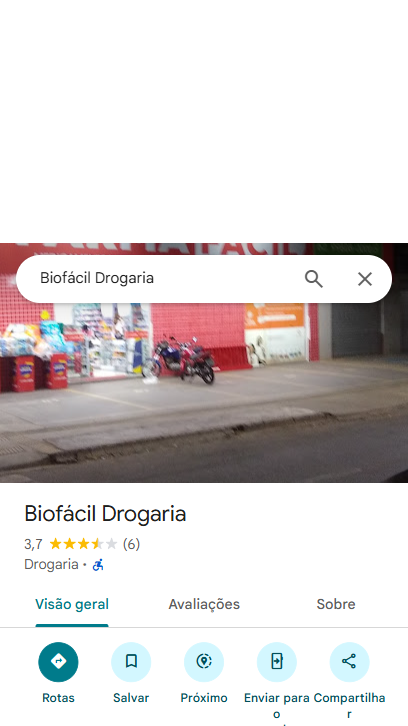 Biofácil Drogaria
Biofácil Drogaria
3,7 (6)
Drogaria •
Visão geral Avaliações Sobre
Rotas Salvar Próximo Enviar para o Compartilhar